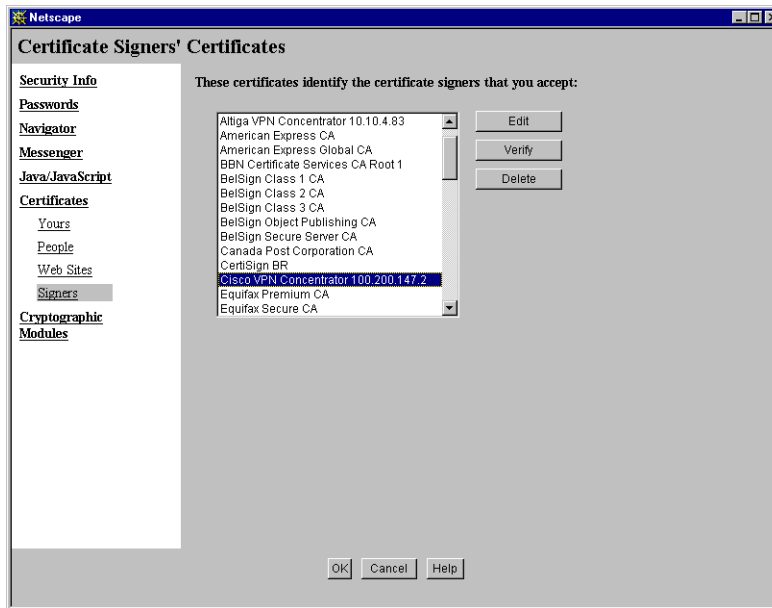 Netscape
Certificate Signers' Certificates
Security Info
Passwords
Navigator
Messenger
Java/JavaScript
Certificates
Yours
People
Web Sites
Signers
Cryptographic
Modules
These certificates identify the certificate signers that you accept:
Altiga VPN Concentrator 10.10.4.83
American Express CA
American Express Global CA
BBN Certificate Services CA Root 1
BelSign Class 1 CA
BelSign Class 2 CA
BelSign Class 3 CA
BelSign Object Publishing CA
BelSign Secure Server CA
Canada Post Corporation CA
CertiSign BR
Cisco VPN Concentrator 100.200.147.2
Equifax Premium CA
Equifax Secure CA
Edit
Verify
Delete
OK Cancel Help